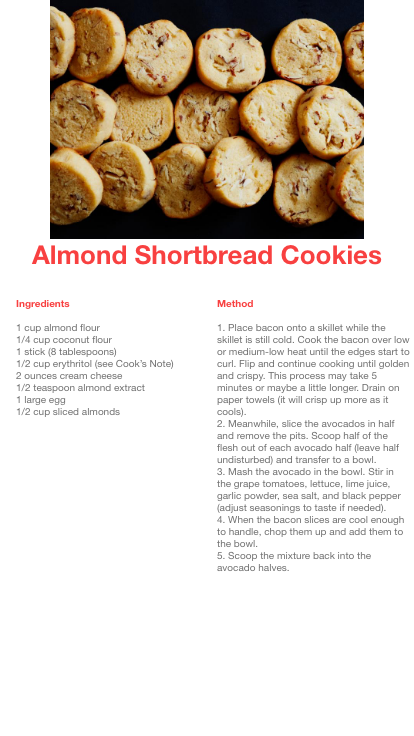 Almond Shortbread Cookies
Ingredients
1 cup almond flour
1/4 cup coconut flour
1 stick (8 tablespoons)
1/2 cup erythritol (see Cook's Note)
2 ounces cream cheese
1/2 teaspoon almond extract
1 large egg
1/2 cup sliced almonds
Method
1. Place bacon onto a skillet while the
skillet is still cold. Cook the bacon over low
or medium-low heat until the edges start to
curl. Flip and continue cooking until golden
and crispy. This process may take 5
minutes or maybe a little longer. Drain on
paper towels (it will crisp up more as it
cools).
2. Meanwhile, slice the avocados in half
and remove the pits. Scoop half of the
flesh out of each avocado half (leave half
undisturbed) and transfer to a bowl.
3. Mash the avocado in the bowl. Stir in
the grape tomatoes, lettuce, lime juice,
garlic powder, sea salt, and black pepper
(adjust seasonings to taste if needed).
4. When the bacon slices are cool enough
to handle, chop them up and add them to
the bowl.
5. Scoop the mixture back into the
avocado halves.